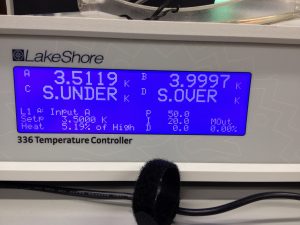 LakeShore
A 3.5119 K B 3.9997 K
C S.UNDER K D S.OVER K
L1 A: Input A P 50.0
Setp 3.5000 K I 20.0 MOut
Heat 5.19% of High D 0.0 0.00%
336 Temperature Controller